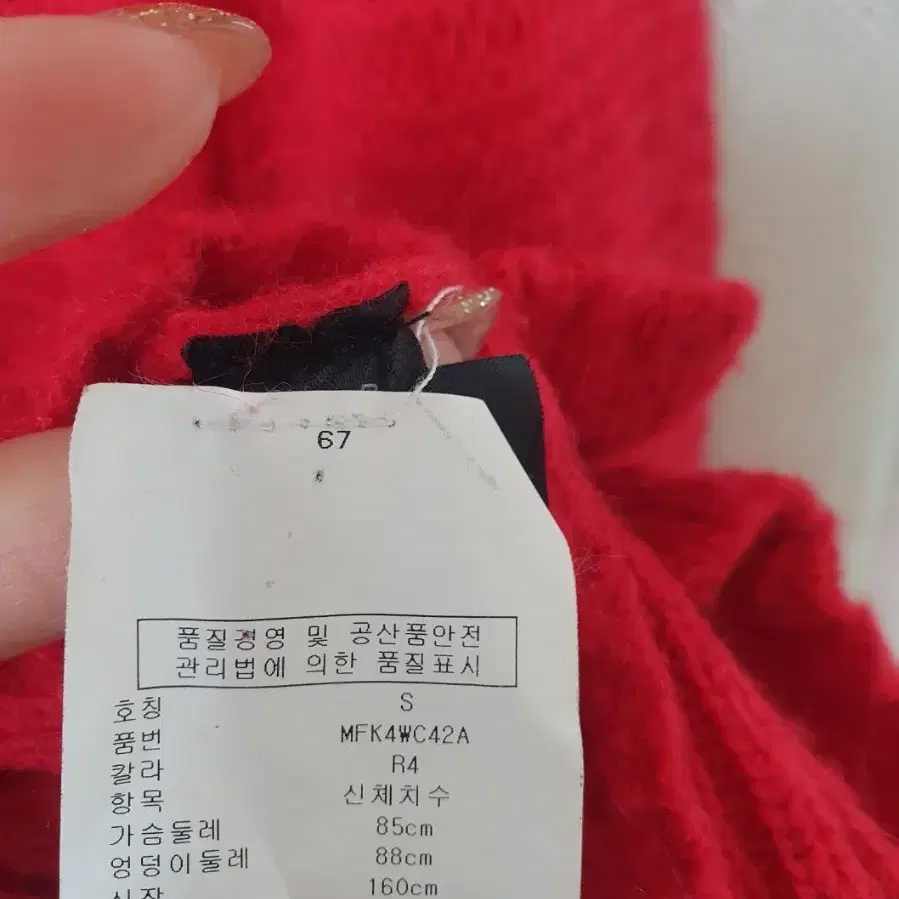 67
품질경영 및 공산품안전
관리법에 의한 품질표시
호칭 S
품번 MFK4WC42A
칼라 R4
항목 신체치수
가슴둘레 85cm
엉덩이둘레 88cm
160cm